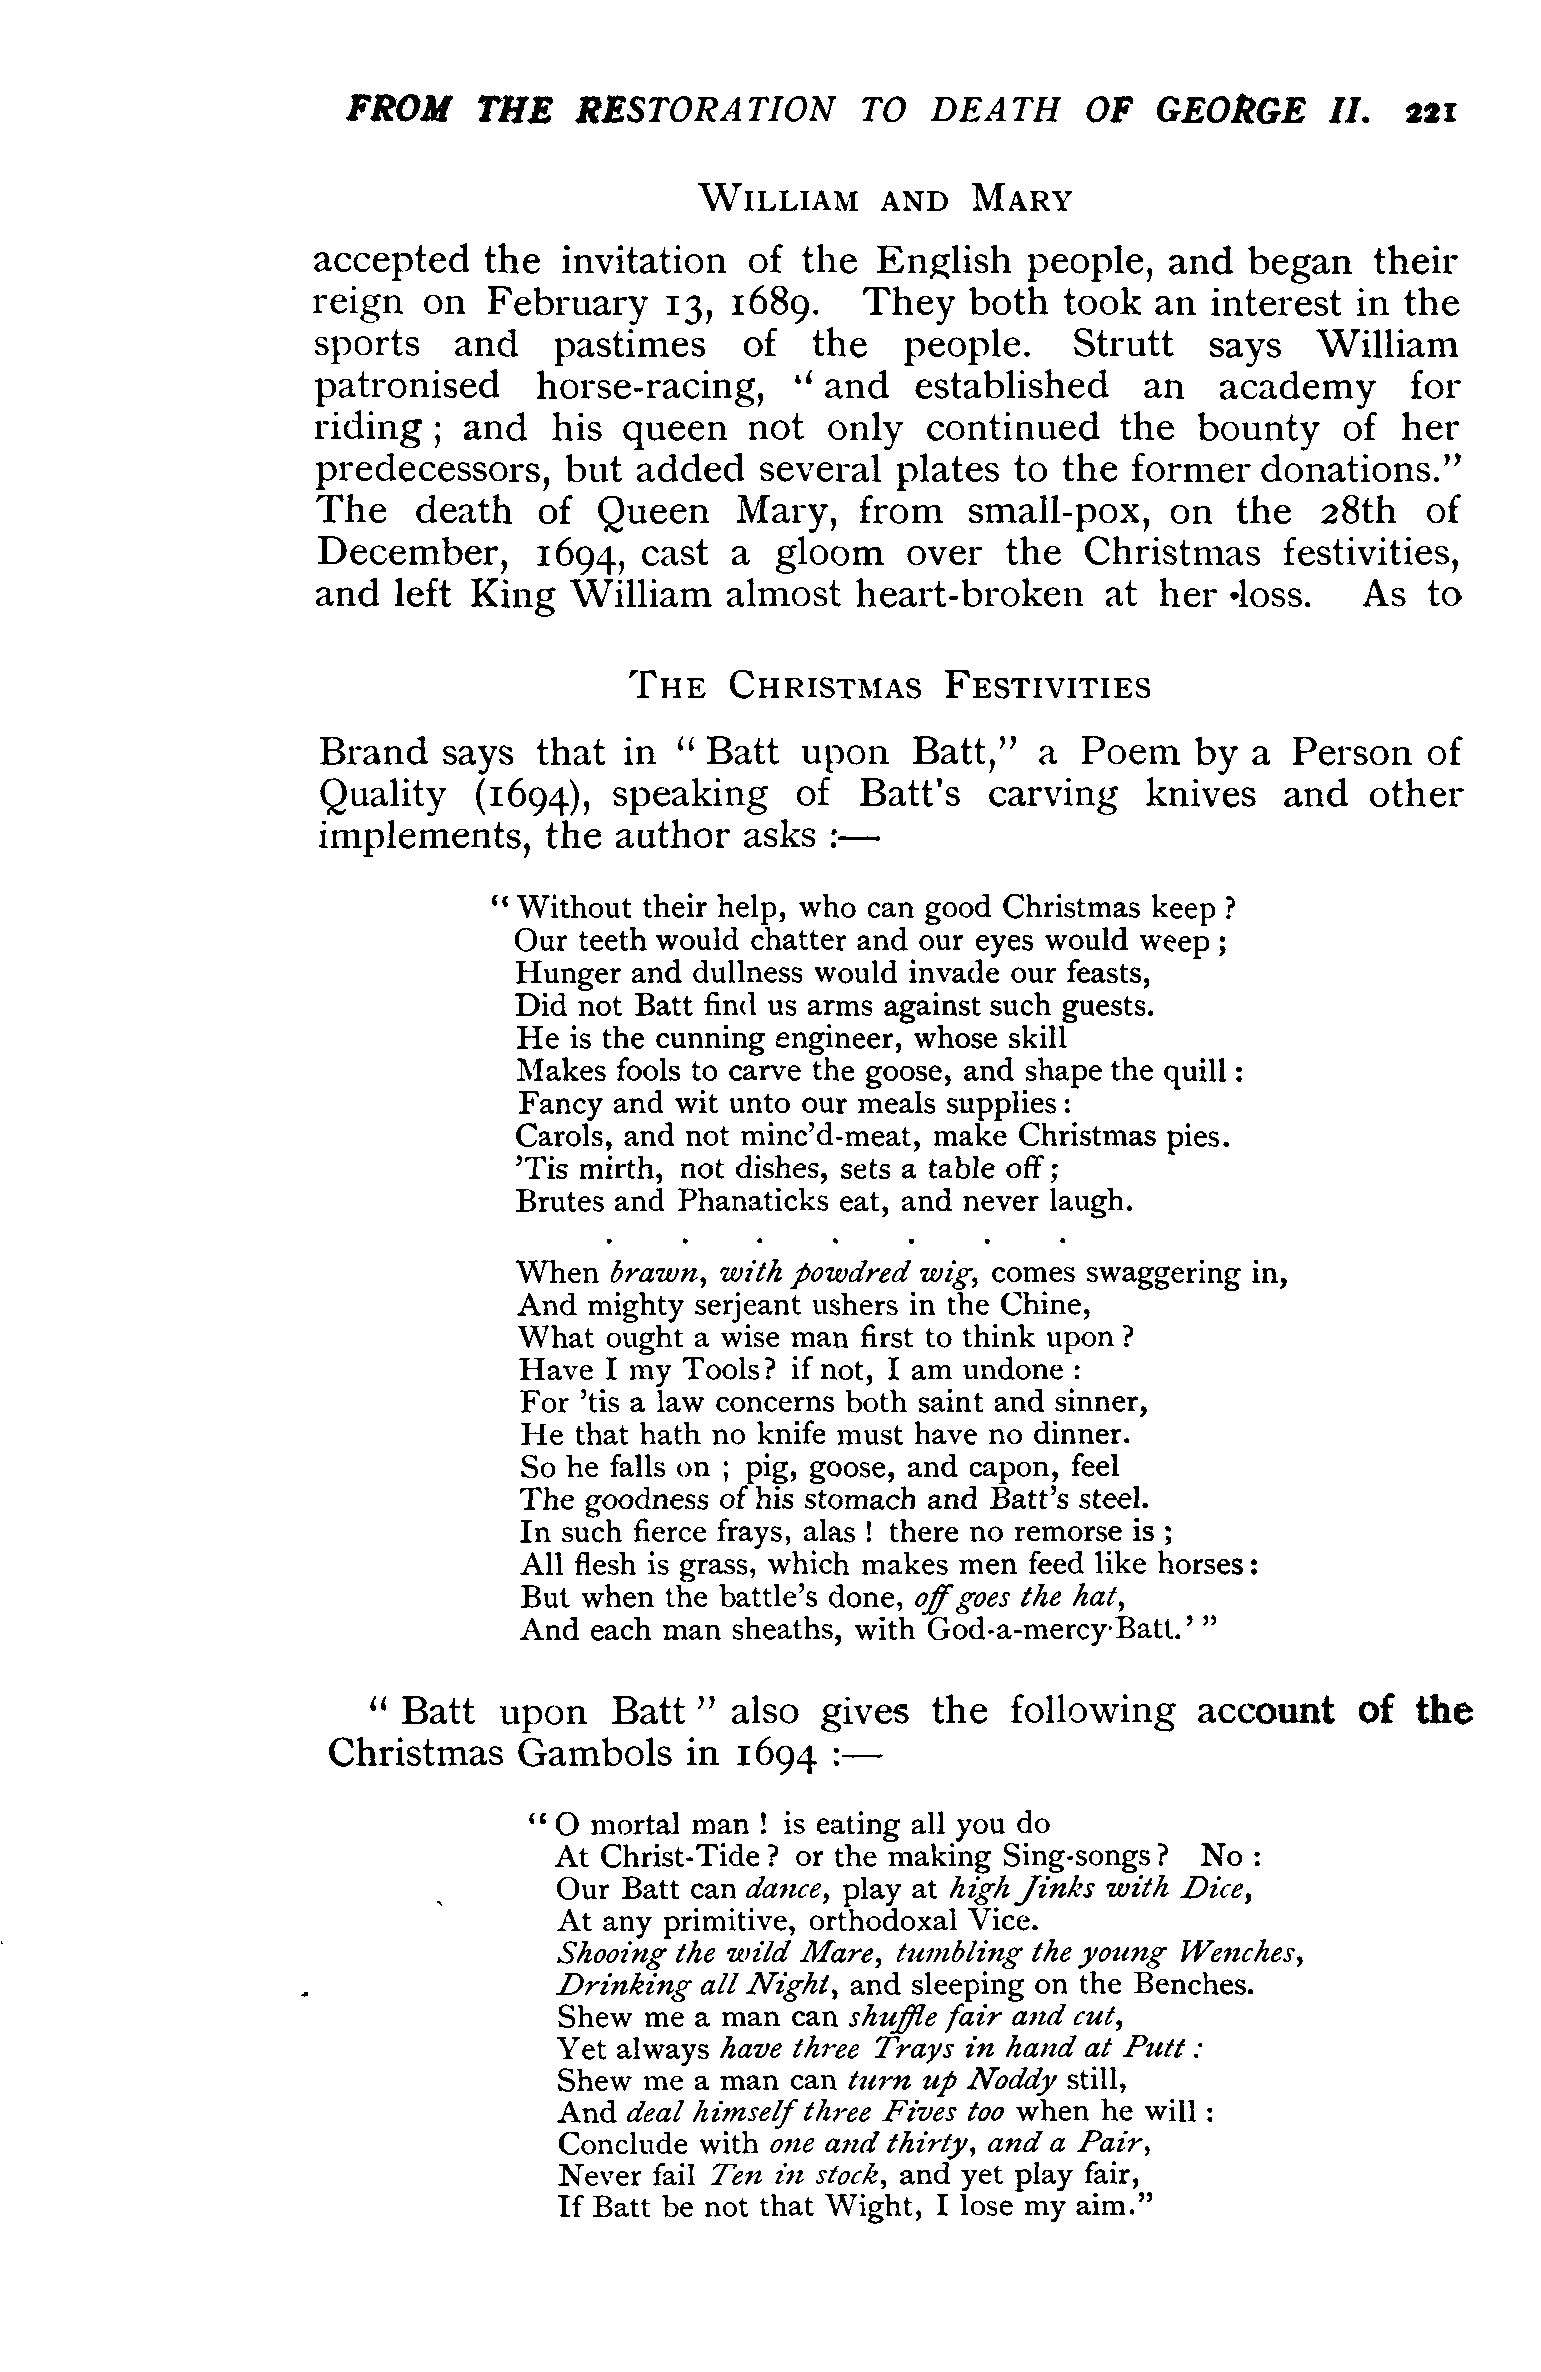 FROM THE RESTORATION TO DEATH OF GEORGE II. 221
WILLIAM AND MARY
accepted the invitation of the English people, and began their
reign on February 13, 1689. They both took an interest in the
sports and pastimes of the people. Strutt says William
patronised horse-racing, “and established an academy for
riding; and his queen not only continued the bounty of her
predecessors, but added several plates to the former donations.”
The death of Queen Mary, from small-pox, on the 28th of
December, 1694, cast a gloom over the Christmas festivities,
and left King William almost heart-broken at her loss. As to
THE CHRISTMAS FESTIVITIES
Brand says that in “Batt upon Batt,” a Poem by a Person of
Quality (1694), speaking of Batt's carving knives and other
implements, the author asks :—
“Without their help, who can good Christmas keep?
Our teeth would chatter and our eyes would weep;
Hunger and dullness would invade our feasts,
Did not Batt find us arms against such guests.
He is the cunning engineer, whose skill
Makes fools to carve the goose, and shape the quill:
Fancy and wit unto our meals supplies:
Carols, and not minc’d-meat, make Christmas pies.
’Tis mirth, not dishes, sets a table off;
Brutes and Phanaticks eat, and never laugh.
. . . . . . .
When brawn, with powdred wig, comes swaggering in,
And mighty serjeant ushers in the Chine,
What ought a wise man first to think upon?
Have I my Tools? if not, I am undone:
For ’tis a law concerns both saint and sinner,
He that hath no knife must have no dinner.
So he falls on; pig, goose, and capon, feel
The goodness of his stomach and Batt’s steel.
In such fierce frays, alas! there no remorse is;
All flesh is grass, which makes men feed like horses:
But when the battle’s done, off goes the hat,
And each man sheaths, with God-a-mercy-Batt.’”
“Batt upon Batt” also gives the following account of the
Christmas Gambols in 1694 :—
“O mortal man! is eating all you do
At Christ-Tide? or the making Sing-songs? No:
Our Batt can dance, play at high Jinks with Dice,
At any primitive, orthodoxal Vice.
Shooing the wild Mare, tumbling the young Wenches,
Drinking all Night, and sleeping on the Benches.
Shew me a man can shuffle fair and cut,
Yet always have three Trays in hand at Putt:
Shew me a man can turn up Noddy still,
And deal himself three Fives too when he will:
Conclude with one and thirty, and a Pair,
Never fail Ten in stock, and yet play fair,
If Batt be not that Wight, I lose my aim.”